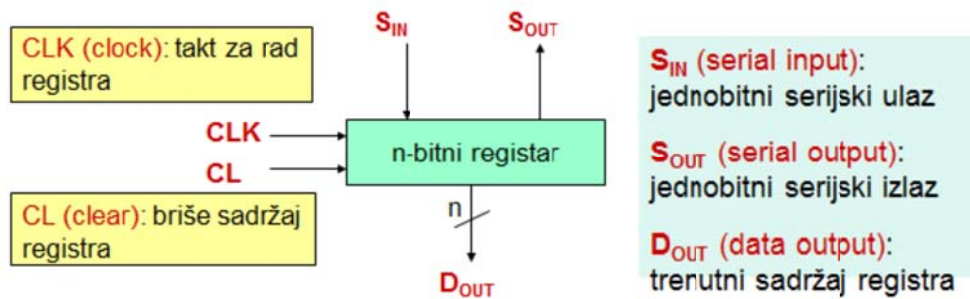 CLK (clock): takt za rad
registra
S_IN
S_OUT
CLK
CL
n-bitni registar
CL (clear): briše sadržaj
registra
n
D_OUT
S_IN (serial input):
jednobitni serijski ulaz
S_OUT (serial output):
jednobitni serijski izlaz
D_OUT (data output):
trenutni sadržaj registra